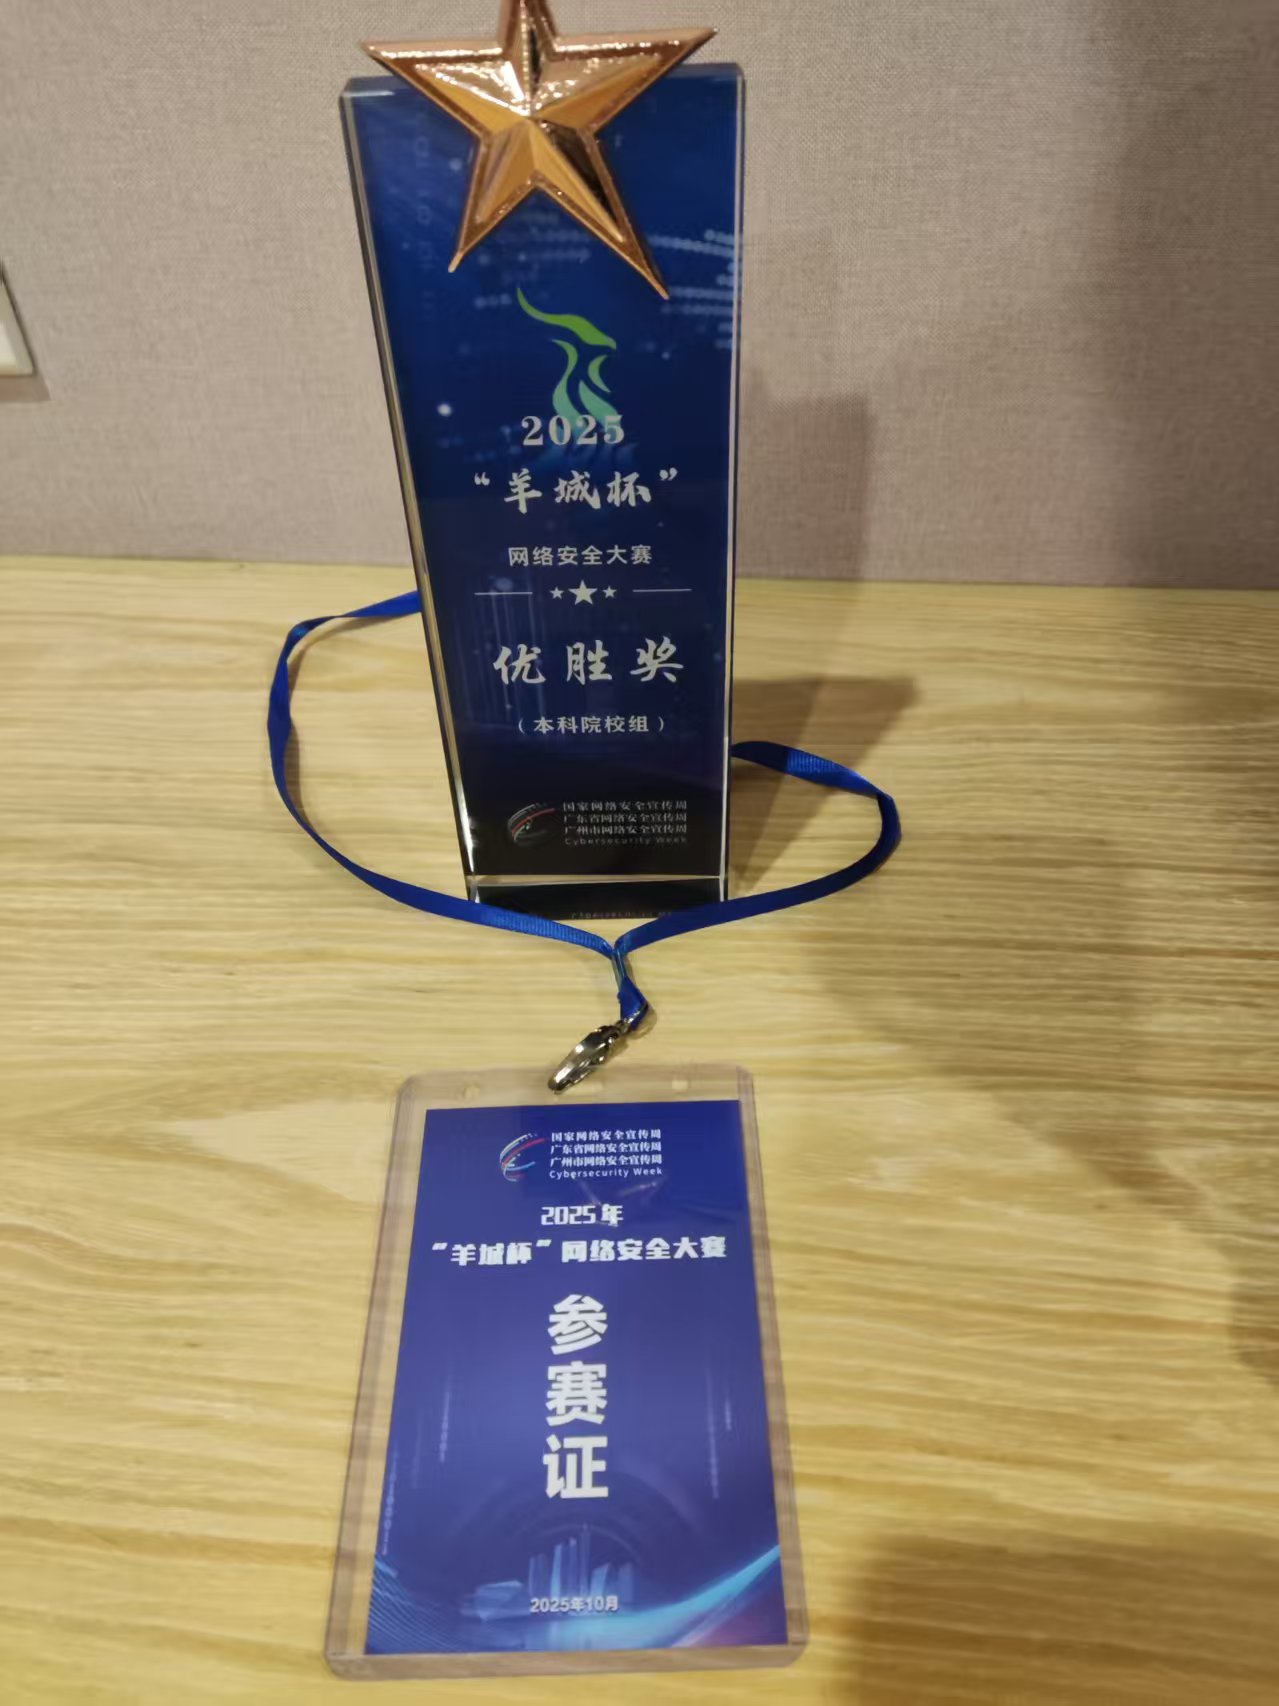 2025
“羊城杯”
网络安全大赛
优胜奖
（本科院校组）
国家网络安全宣传周
广东省网络安全宣传周
广州市网络安全宣传周
Cybersecurity Week
国家网络安全宣传周
广东省网络安全宣传周
广州市网络安全宣传周
Cybersecurity Week
2025年
“羊城杯”网络安全大赛
参
赛
证
2025年10月